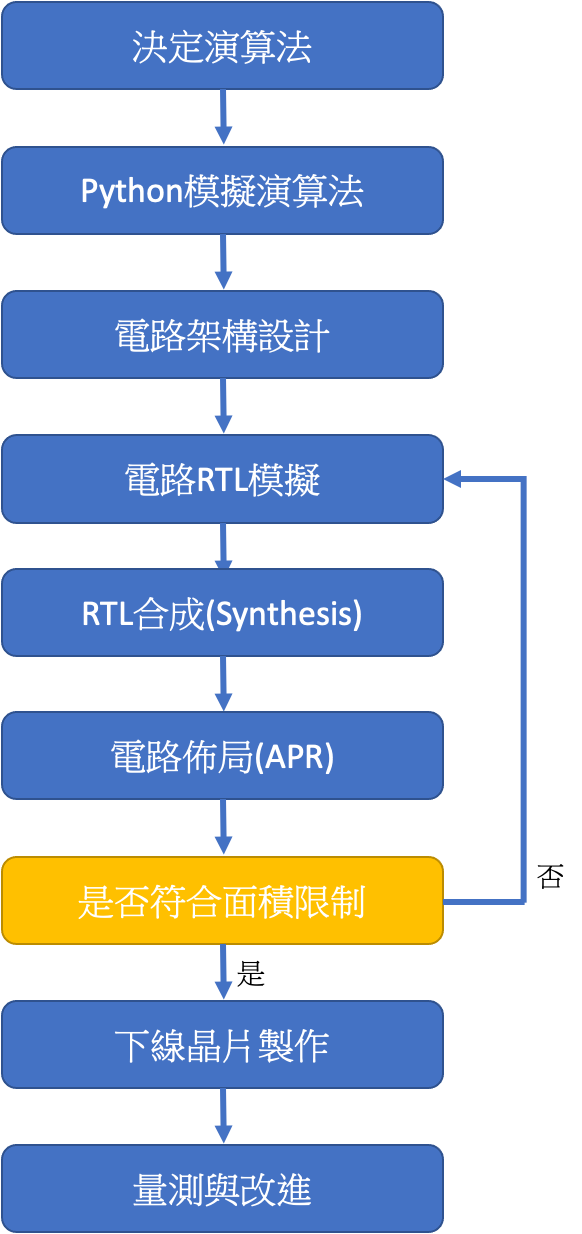 決定演算法
Python模擬演算法
電路架構設計
電路RTL模擬
RTL合成(Synthesis)
電路佈局(APR)
是否符合面積限制
否
是
下線晶片製作
量測與改進